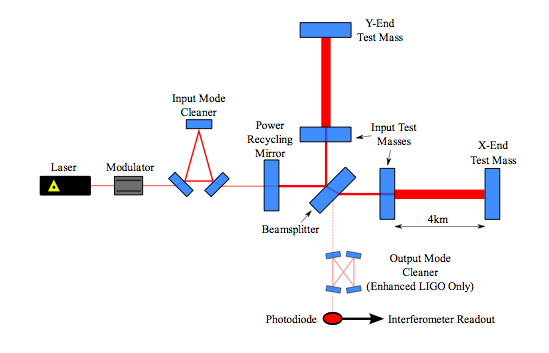 Y-End
Test Mass
Input Mode
Cleaner
Power
Recycling
Mirror
Input Test
Masses
X-End
Test Mass
Laser
Modulator
4km
Beamsplitter
Output Mode
Cleaner
(Enhanced LIGO Only)
Photodiode
Interferometer Readout